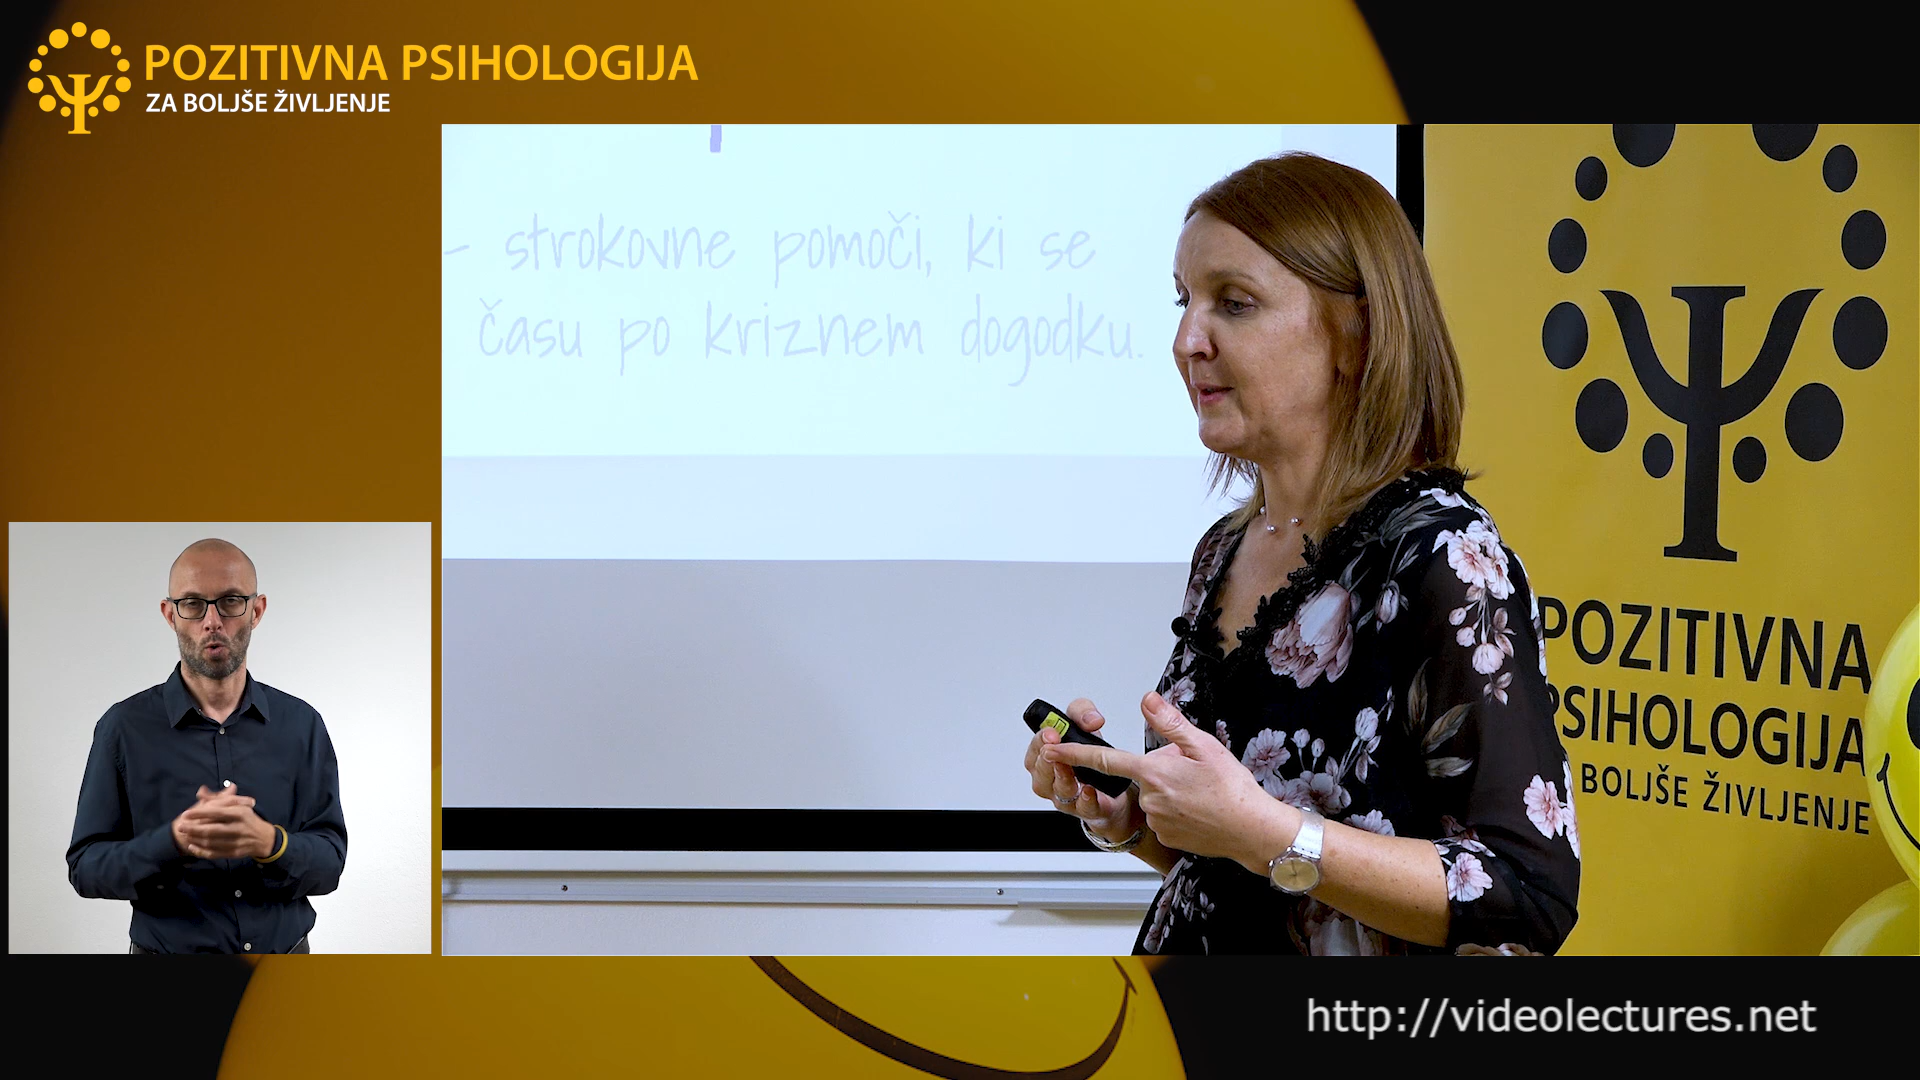 POZITIVNA PSIHOLOGIJA
ZA BOLJŠE ŽIVLJENJE
- strokovne pomoči, ki se
času po kriznem dogodku.
POZITIVNA
PSIHOLOGIJA
BOLJŠE ŽIVLJENJE
http://videolectures.net